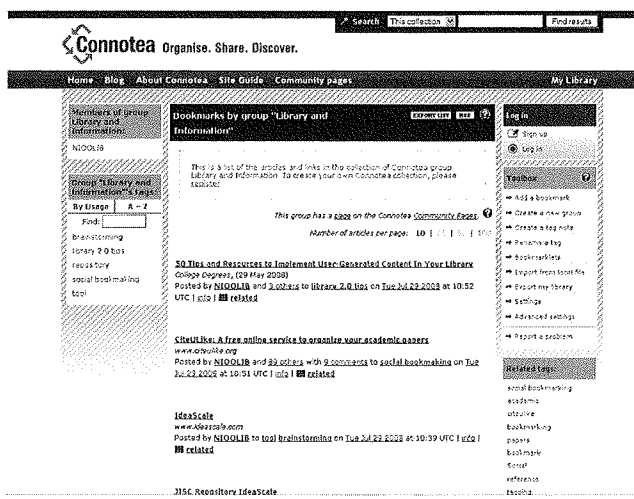 Search This collection Find results
Connotea Organise. Share. Discover.
Home Blog About Connotea Site Guide Community pages My Library
Members of group
Library and
Information:
NIOOLIB
Group "Library and
Information"'s tags:
By Usage A - Z
Find:
brainstorming
library 2.0 tips
repository
social bookmaking
tool
Bookmarks by group "Library and
Information"
EXPORT LIST RSS ?
This is a list of the articles and links in the collection of Connotea group
Library and Information. To create your own Connotea collection, please
register!
This group has a page on the Connotea Community Pages. ?
Number of articles per page: 10 | 25 | 50 | 100
50 Tips and Resources to Implement User-Generated Content In Your Library
College Degrees, (29 May 2008)
Posted by NIOOLIB and 3 others to library 2.0 tips on Tue Jul 29 2008 at 10:52
UTC | info | related
CiteULike: A free online service to organize your academic papers
www.citeulike.org
Posted by NIOOLIB and 89 others with 9 comments to social bookmaking on Tue
Jul 29 2008 at 10:51 UTC | info | related
IdeaScale
www.ideascale.com
Posted by NIOOLIB to tool brainstorming on Tue Jul 29 2008 at 10:39 UTC | info |
related
JISC Repository IdeaScale
Log in
Sign up
Log in
Toolbox ?
Add a bookmark
Create a new group
Create a tag note
Rename a tag
Bookmarklets
Import from local file
Export my library
Settings
Advanced settings
Report a problem
Related tags:
social bookmarking
academic
citeulike
bookmarking
papers
bookmark
Social
reference
tagging